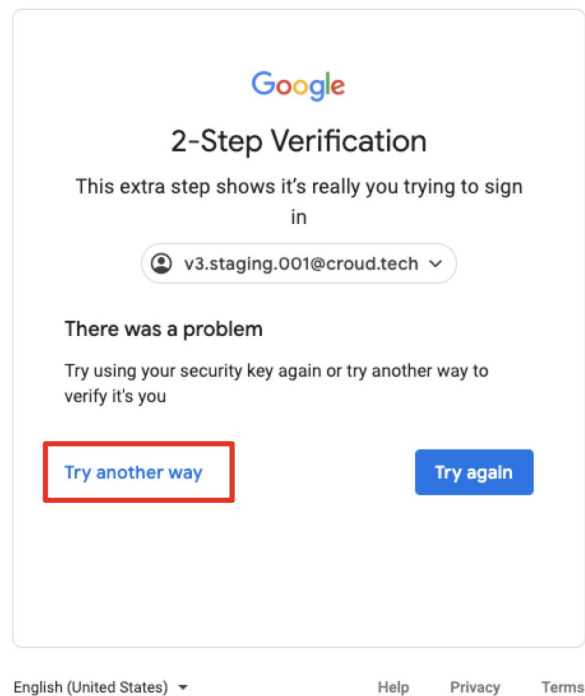 Google
2-Step Verification
This extra step shows it's really you trying to sign
in
v3.staging.001@croud.tech
There was a problem
Try using your security key again or try another way to
verify it's you
Try another way
Try again
English (United States)
Help
Privacy
Terms